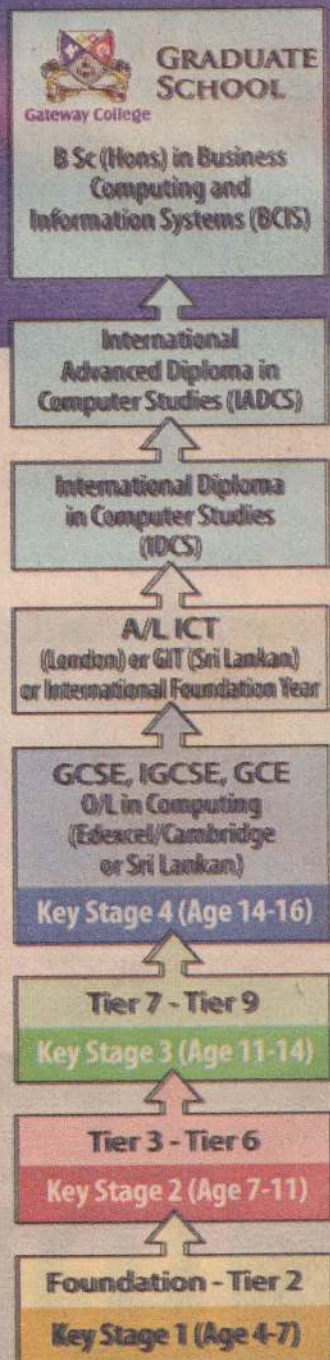 GRADUATE
SCHOOL
Gateway College
B Sc (Hons) in Business
Computing and
Information Systems (BCIS)
International
Advanced Diploma in
Computer Studies (IADCS)
International Diploma
in Computer Studies
(IDCS)
A/L ICT
(London) or GIT (Sri Lankan)
or International Foundation Year
GCSE, IGCSE, GCE
O/L in Computing
(Edexcel/Cambridge
or Sri Lankan)
Key Stage 4 (Age 14-16)
Tier 7 - Tier 9
Key Stage 3 (Age 11-14)
Tier 3 - Tier 6
Key Stage 2 (Age 7-11)
Foundation - Tier 2
Key Stage 1 (Age 4-7)